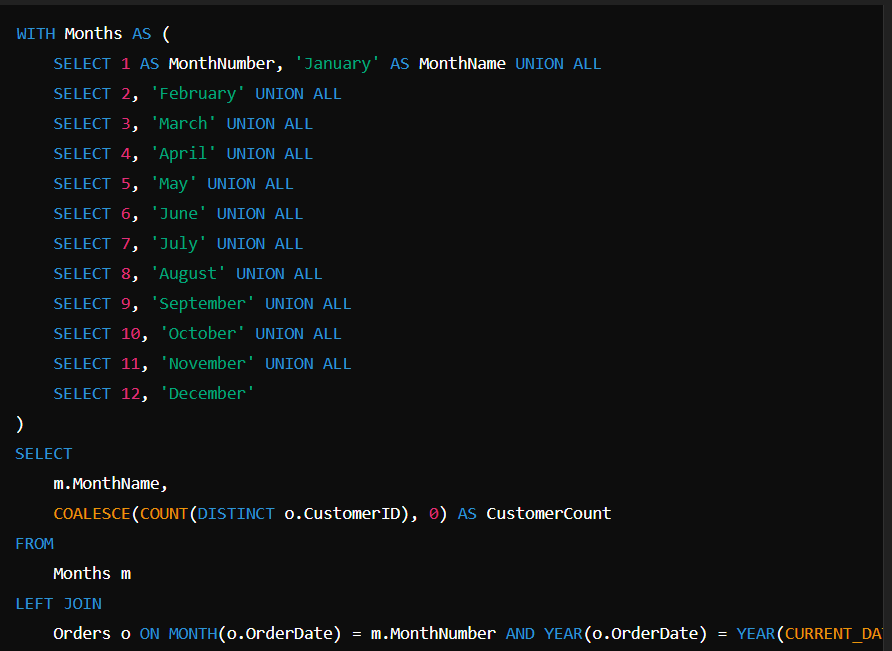 WITH Months AS (
    SELECT 1 AS MonthNumber, 'January' AS MonthName UNION ALL
    SELECT 2, 'February' UNION ALL
    SELECT 3, 'March' UNION ALL
    SELECT 4, 'April' UNION ALL
    SELECT 5, 'May' UNION ALL
    SELECT 6, 'June' UNION ALL
    SELECT 7, 'July' UNION ALL
    SELECT 8, 'August' UNION ALL
    SELECT 9, 'September' UNION ALL
    SELECT 10, 'October' UNION ALL
    SELECT 11, 'November' UNION ALL
    SELECT 12, 'December'
)
SELECT
    m.MonthName,
    COALESCE(COUNT(DISTINCT o.CustomerID), 0) AS CustomerCount
FROM
    Months m
LEFT JOIN
    Orders o ON MONTH(o.OrderDate) = m.MonthNumber AND YEAR(o.OrderDate) = YEAR(CURRENT_DA